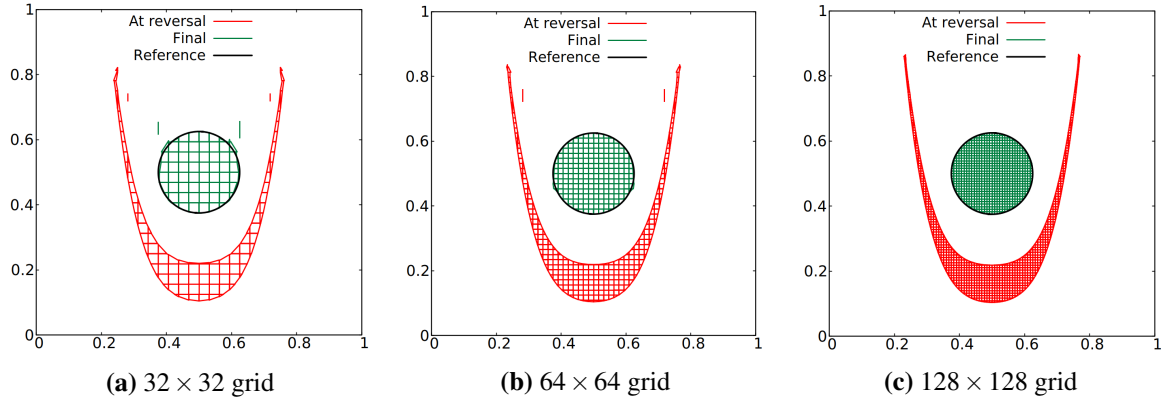 At reversal
Final
Reference
1
0.8
0.6
0.4
0.2
0
0 0.2 0.4 0.6 0.8 1
(a) 32 × 32 grid
At reversal
Final
Reference
1
0.8
0.6
0.4
0.2
0
0 0.2 0.4 0.6 0.8 1
(b) 64 × 64 grid
At reversal
Final
Reference
1
0.8
0.6
0.4
0.2
0
0 0.2 0.4 0.6 0.8 1
(c) 128 × 128 grid